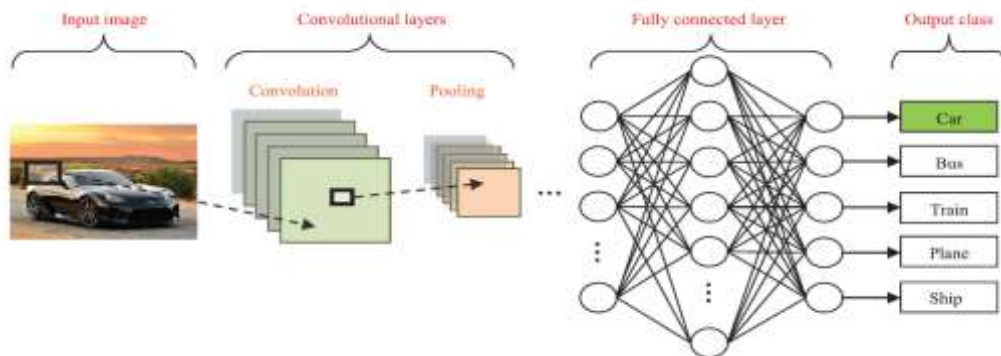 Input image
Convolutional layers
Fully connected layer
Output class
Convolution
Pooling
Car
Bus
Train
Plane
Ship